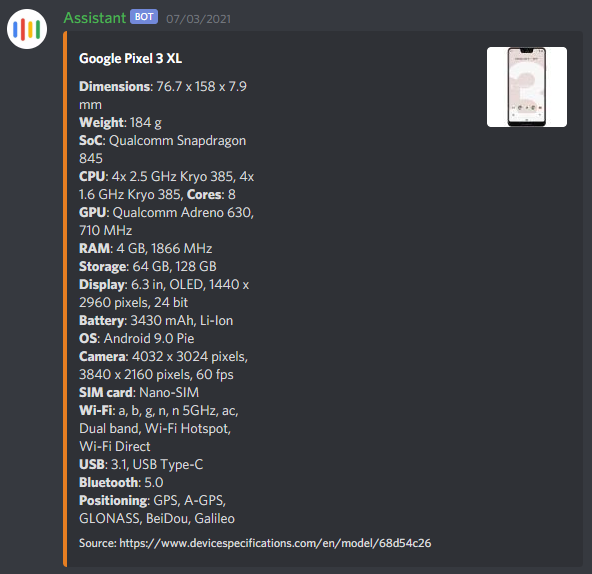 Assistant BOT 07/03/2021
Google Pixel 3 XL
Dimensions: 76.7 x 158 x 7.9
mm
Weight: 184 g
SoC: Qualcomm Snapdragon
845
CPU: 4x 2.5 GHz Kryo 385, 4x
1.6 GHz Kryo 385, Cores: 8
GPU: Qualcomm Adreno 630,
710 MHz
RAM: 4 GB, 1866 MHz
Storage: 64 GB, 128 GB
Display: 6.3 in, OLED, 1440 x
2960 pixels, 24 bit
Battery: 3430 mAh, Li-Ion
OS: Android 9.0 Pie
Camera: 4032 x 3024 pixels,
3840 x 2160 pixels, 60 fps
SIM card: Nano-SIM
Wi-Fi: a, b, g, n, n 5GHz, ac,
Dual band, Wi-Fi Hotspot,
Wi-Fi Direct
USB: 3.1, USB Type-C
Bluetooth: 5.0
Positioning: GPS, A-GPS,
GLONASS, BeiDou, Galileo
Source: https://www.devicespecifications.com/en/model/68d54c26